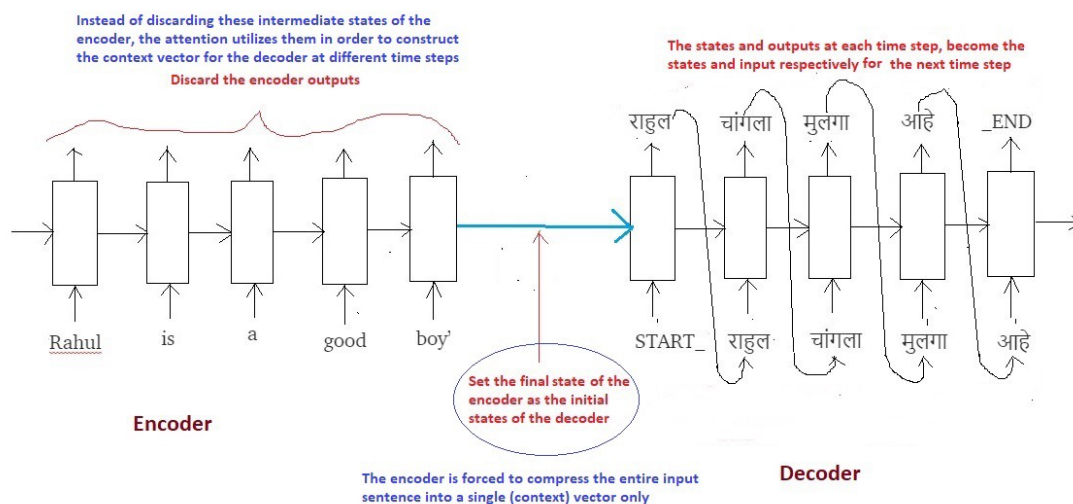 Instead of discarding these intermediate states of the
encoder, the attention utilizes them in order to construct
the context vector for the decoder at different time steps
Discard the encoder outputs
The states and outputs at each time step, become the
states and input respectively for the next time step
राहुल चांगला मुलगा आहे _END
Rahul is a good boy'
START_ राहुल चांगला मुलगा आहे
Set the final state of the
encoder as the initial
states of the decoder
Encoder
Decoder
The encoder is forced to compress the entire input
sentence into a single (context) vector only